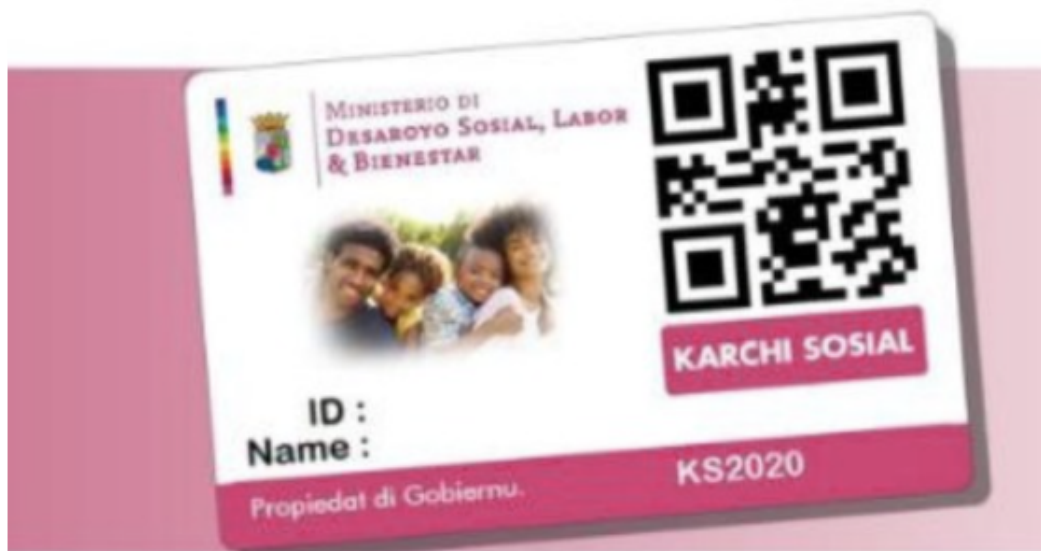 MINISTERIO DI
DESAROYO SOSIAL, LABOR
& BIENESTAR
KARCHI SOSIAL
ID :
Name :
Propiedat di Gobiernu.
KS2020